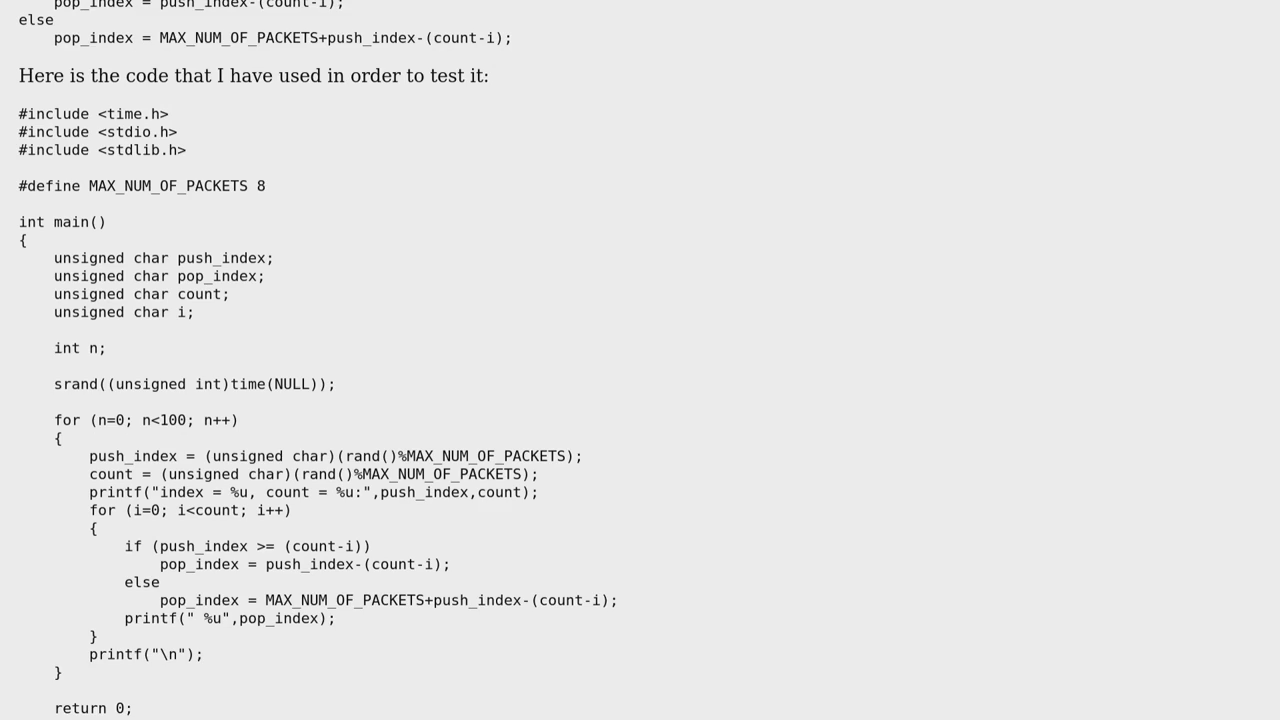 pop_index = push_index-(count-i);
else
    pop_index = MAX_NUM_OF_PACKETS+push_index-(count-i);
Here is the code that I have used in order to test it:
#include <time.h>
#include <stdio.h>
#include <stdlib.h>
#define MAX_NUM_OF_PACKETS 8
int main()
{
    unsigned char push_index;
    unsigned char pop_index;
    unsigned char count;
    unsigned char i;
    int n;
    srand((unsigned int)time(NULL));
    for (n=0; n<100; n++)
    {
        push_index = (unsigned char)(rand()%MAX_NUM_OF_PACKETS);
        count = (unsigned char)(rand()%MAX_NUM_OF_PACKETS);
        printf("index = %u, count = %u:",push_index,count);
        for (i=0; i<count; i++)
        {
            if (push_index >= (count-i))
                pop_index = push_index-(count-i);
            else
                pop_index = MAX_NUM_OF_PACKETS+push_index-(count-i);
            printf(" %u",pop_index);
        }
        printf("\n");
    }
    return 0;